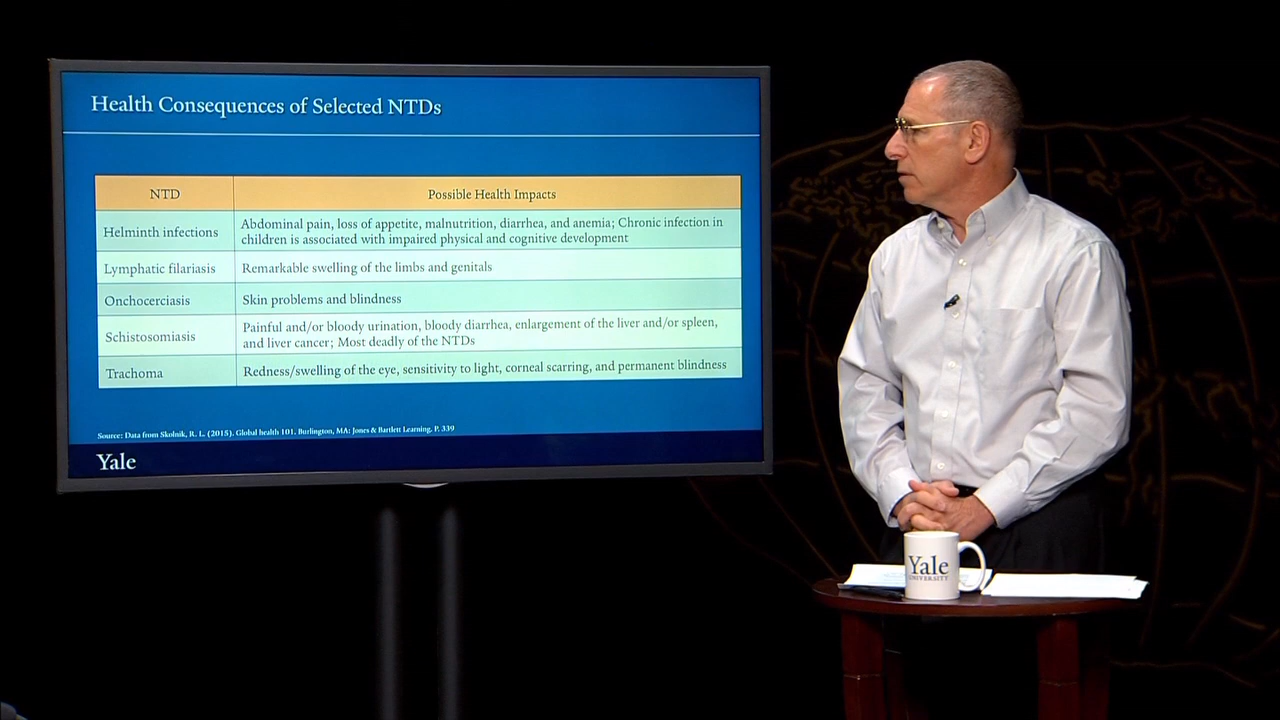 Health Consequences of Selected NTDs
NTD
Possible Health Impacts
Helminth infections
Abdominal pain, loss of appetite, malnutrition, diarrhea, and anemia; Chronic infection in
children is associated with impaired physical and cognitive development
Lymphatic filariasis
Remarkable swelling of the limbs and genitals
Onchocerciasis
Skin problems and blindness
Schistosomiasis
Painful and/or bloody urination, bloody diarrhea, enlargement of the liver and/or spleen,
and liver cancer; Most deadly of the NTDs
Trachoma
Redness/swelling of the eye, sensitivity to light, corneal scarring, and permanent blindness
Source: Data from Skolnik, R. L. (2015). Global health 101. Burlington, MA: Jones & Bartlett Learning. P. 339
Yale
Yale
UNIVERSITY